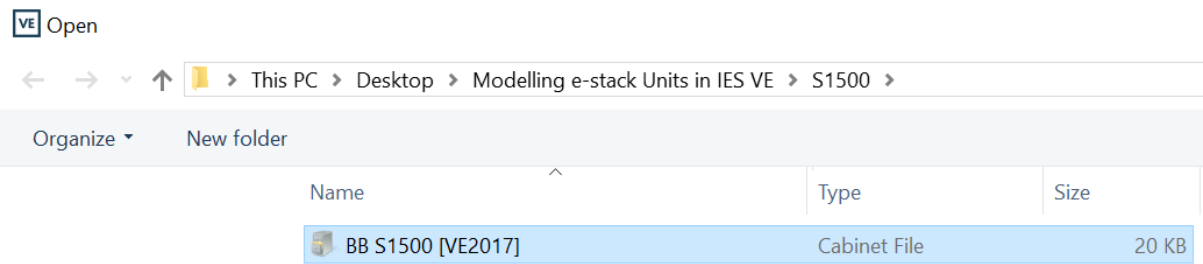 VE Open
This PC > Desktop > Modelling e-stack Units in IES VE > S1500 >
Organize New folder
Name Type Size
BB S1500 [VE2017] Cabinet File 20 KB